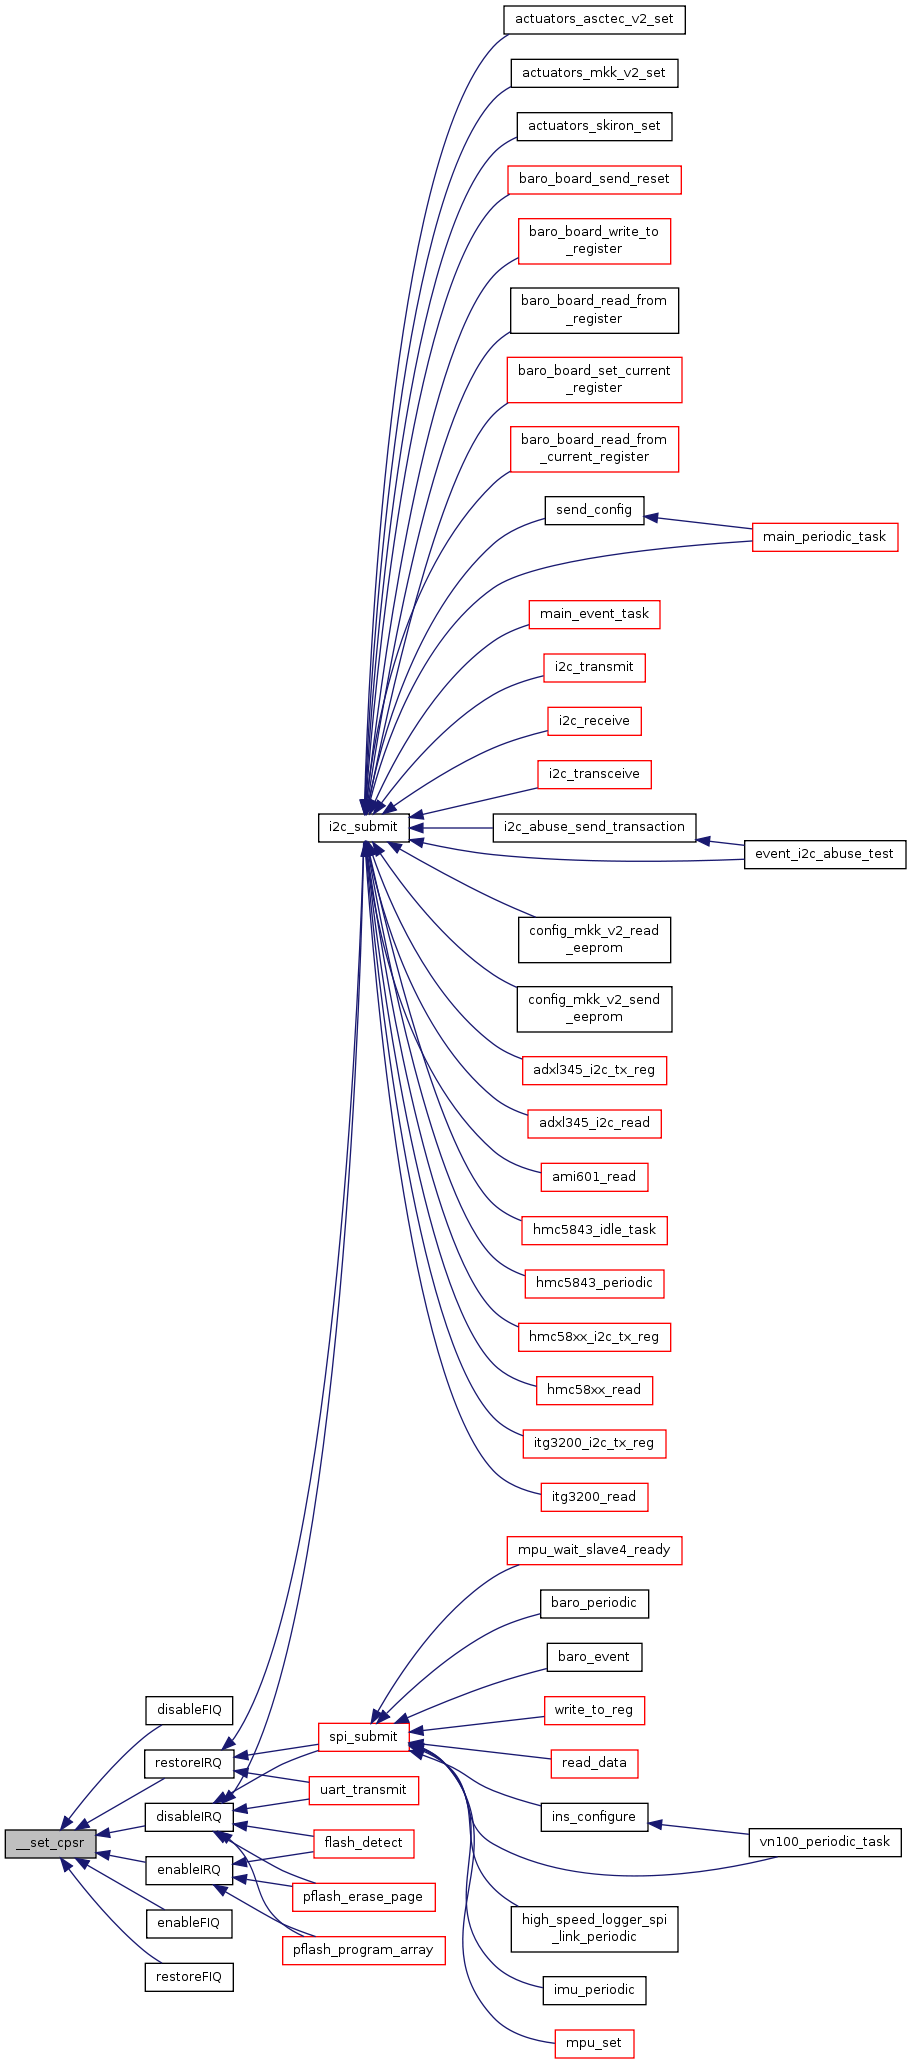 actuators_asctec_v2_set
actuators_mkk_v2_set
actuators_skiron_set
baro_board_send_reset
baro_board_write_to
_register
baro_board_read_from
_register
baro_board_set_current
_register
baro_board_read_from
_current_register
send_config
main_periodic_task
main_event_task
i2c_transmit
i2c_receive
i2c_transceive
i2c_submit
i2c_abuse_send_transaction
event_i2c_abuse_test
config_mkk_v2_read
_eeprom
config_mkk_v2_send
_eeprom
adxl345_i2c_tx_reg
adxl345_i2c_read
ami601_read
hmc5843_idle_task
hmc5843_periodic
hmc58xx_i2c_tx_reg
hmc58xx_read
itg3200_i2c_tx_reg
itg3200_read
mpu_wait_slave4_ready
baro_periodic
baro_event
write_to_reg
disableFIQ
spi_submit
restoreIRQ
read_data
uart_transmit
disableIRQ
ins_configure
__set_cpsr
flash_detect
vn100_periodic_task
enableIRQ
pflash_erase_page
enableFIQ
high_speed_logger_spi
_link_periodic
pflash_program_array
restoreFIQ
imu_periodic
mpu_set